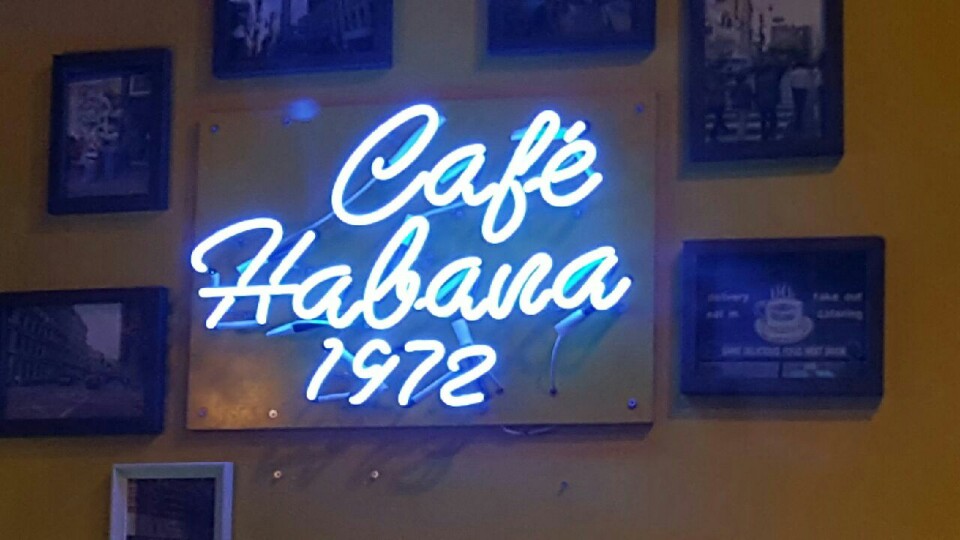 Café
Habana
1972
delivery take out
eat in catering